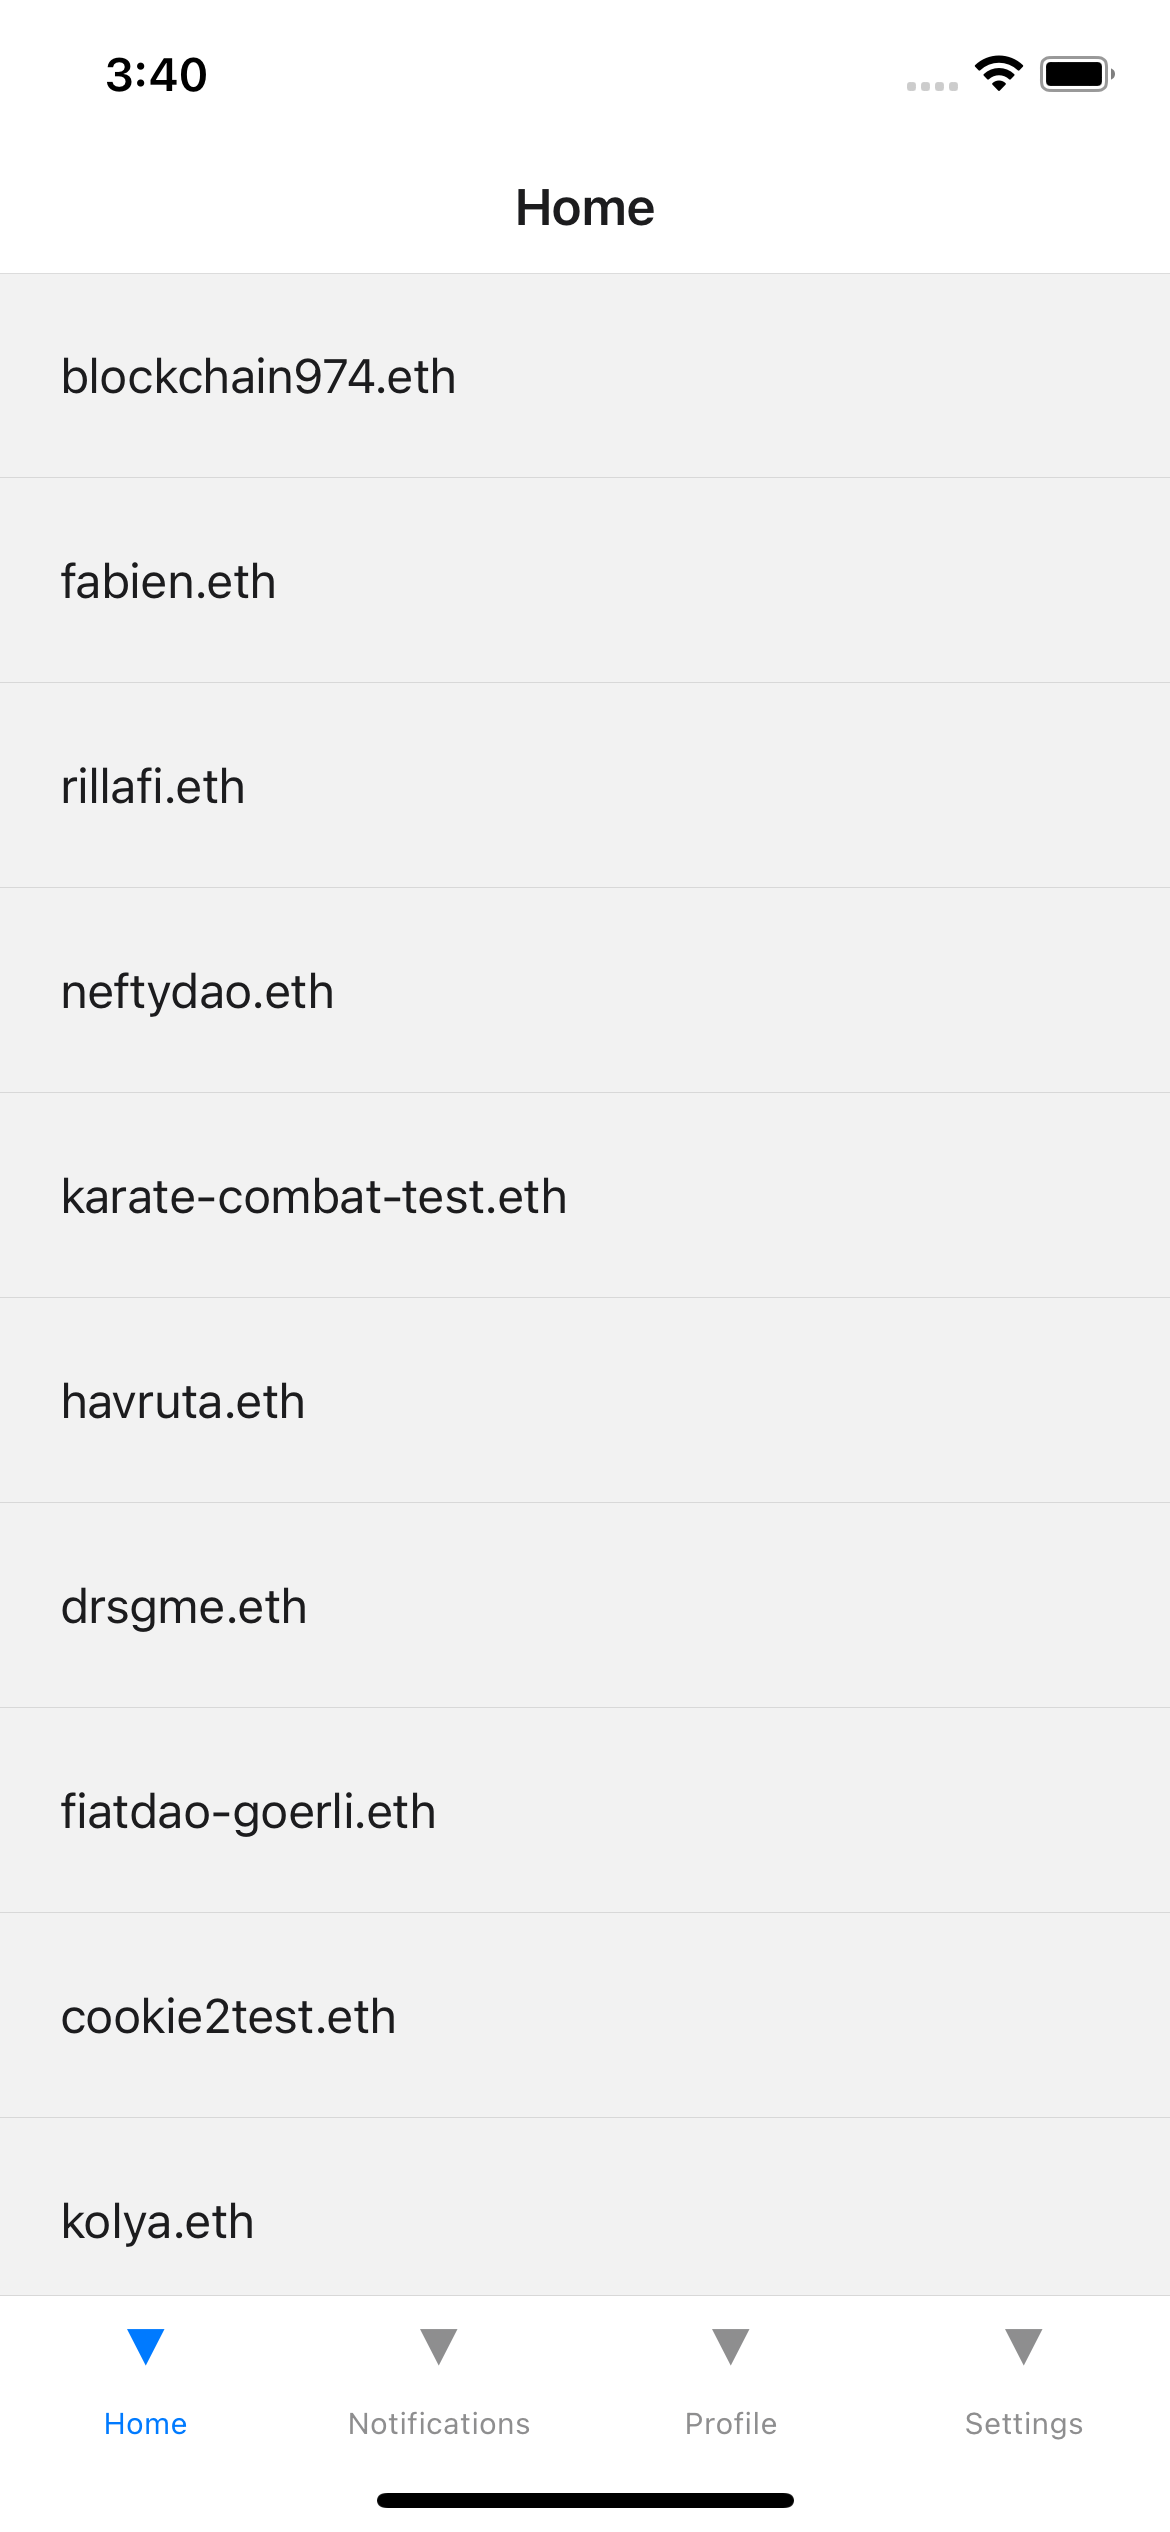 3:40
Home
blockchain974.eth
fabien.eth
rillafi.eth
neftydao.eth
karate-combat-test.eth
havruta.eth
drsgme.eth
fiatdao-goerli.eth
cookie2test.eth
kolya.eth
Home Notifications Profile Settings